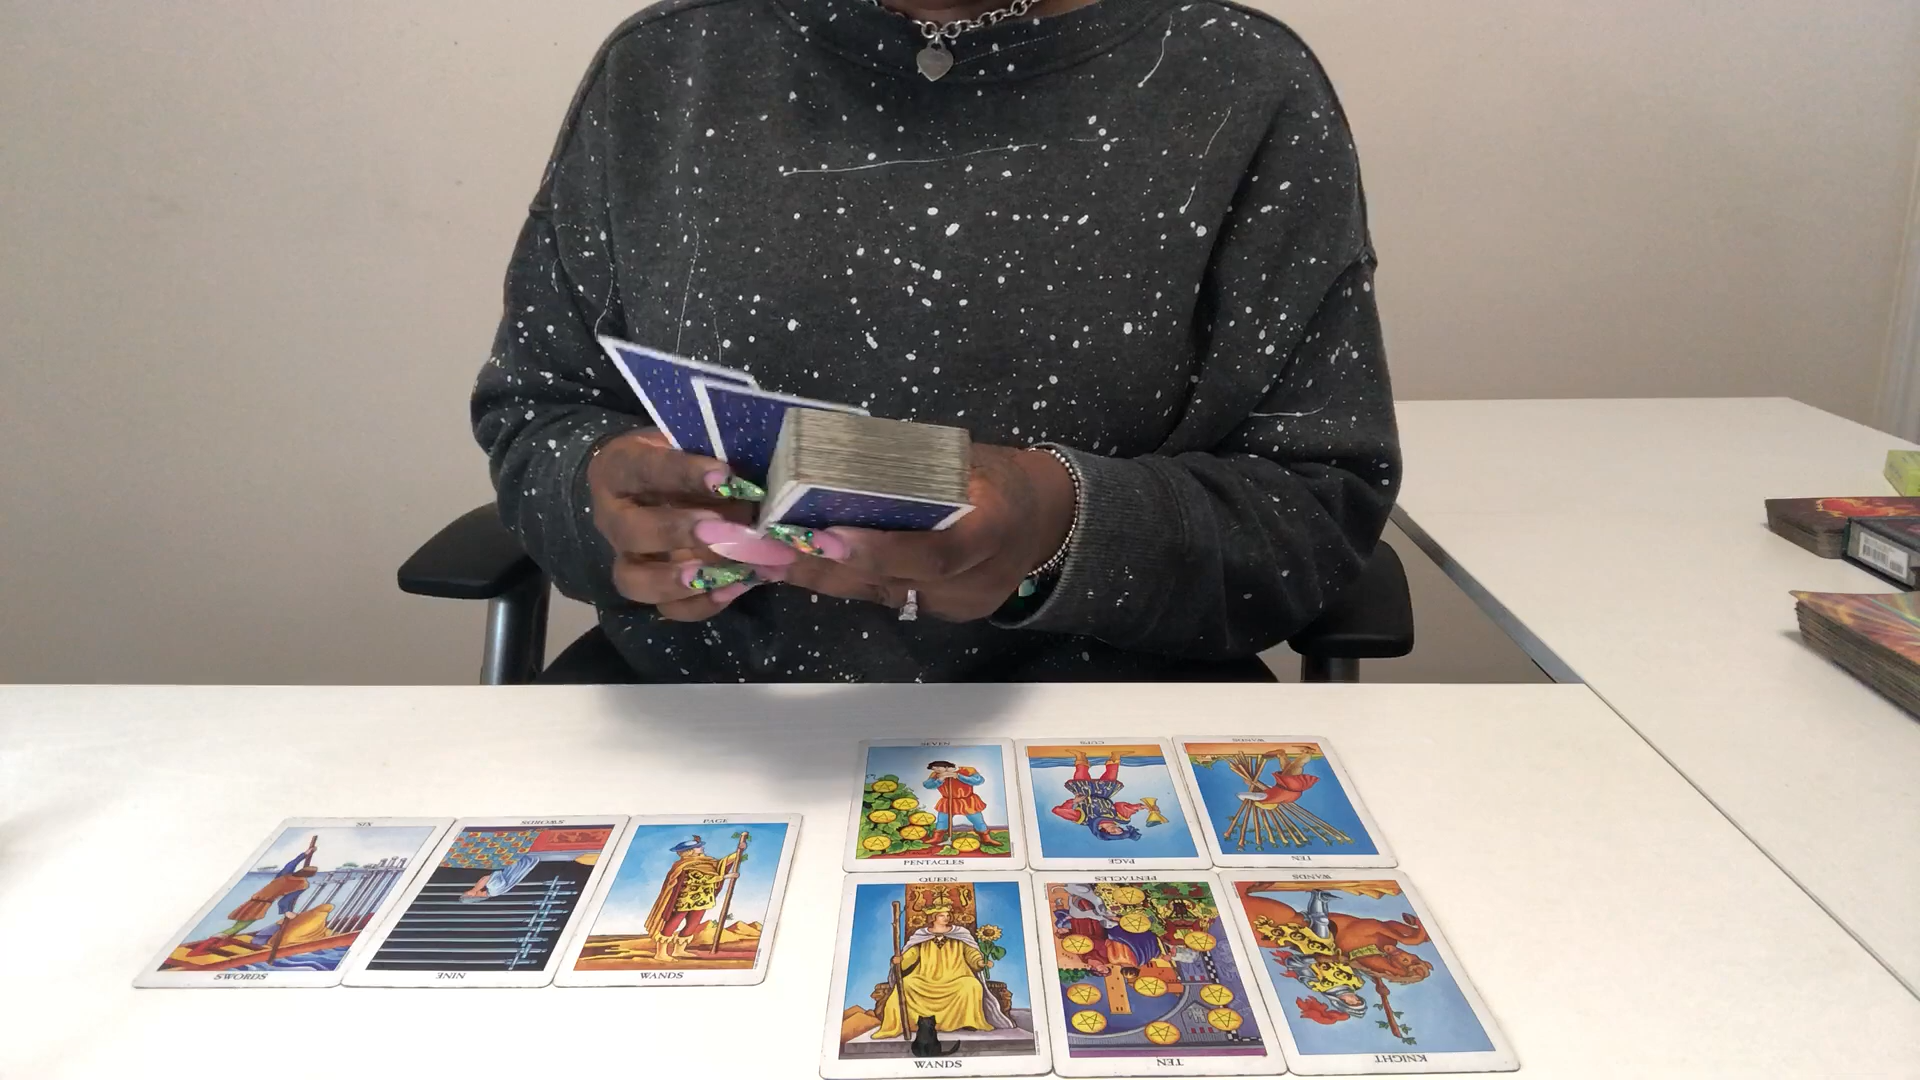 SIX
SWORDS
SWORDS
NINE
PAGE
WANDS
SEVEN
PENTACLES
CUPS
PAGE
WANDS
TEN
QUEEN
WANDS
PENTACLES
TEN
WANDS
KNIGHT